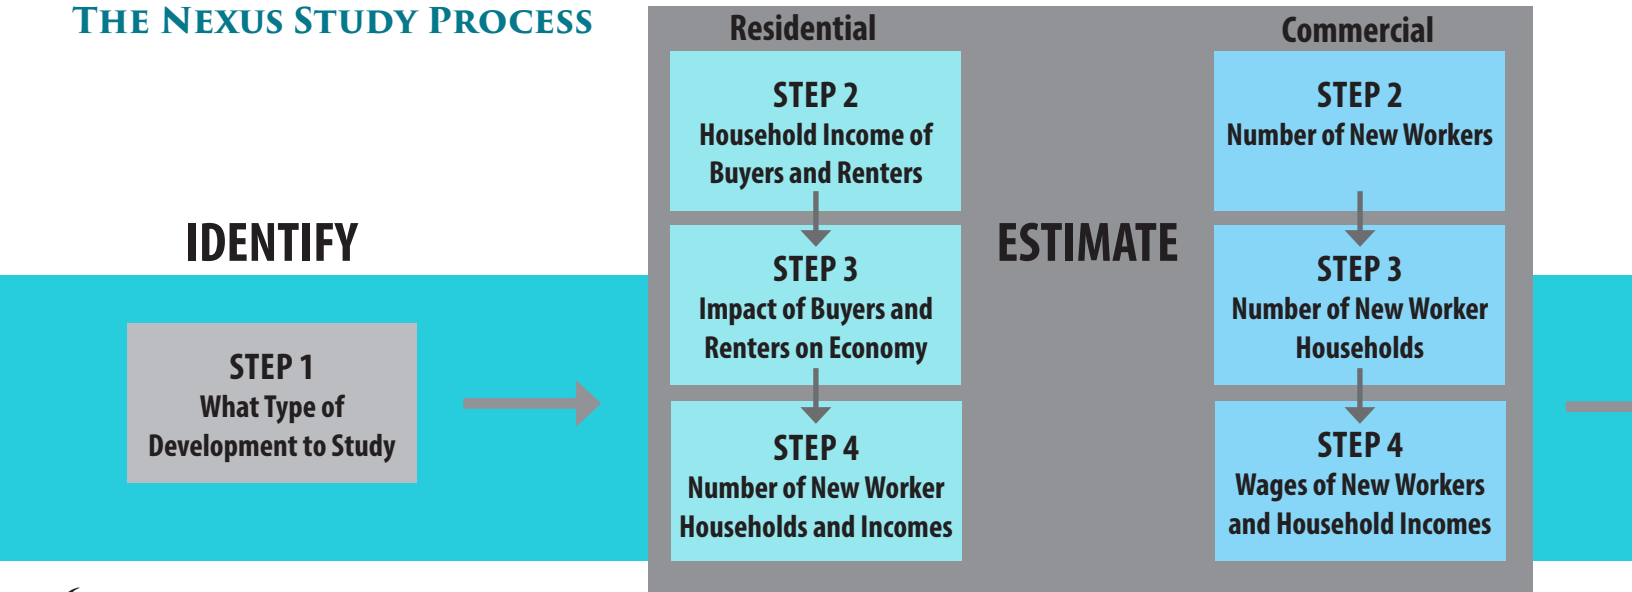 THE NEXUS STUDY PROCESS
IDENTIFY
STEP 1
What Type of
Development to Study
Residential
STEP 2
Household Income of
Buyers and Renters
STEP 3
Impact of Buyers and
Renters on Economy
STEP 4
Number of New Worker
Households and Incomes
ESTIMATE
Commercial
STEP 2
Number of New Workers
STEP 3
Number of New Worker
Households
STEP 4
Wages of New Workers
and Household Incomes